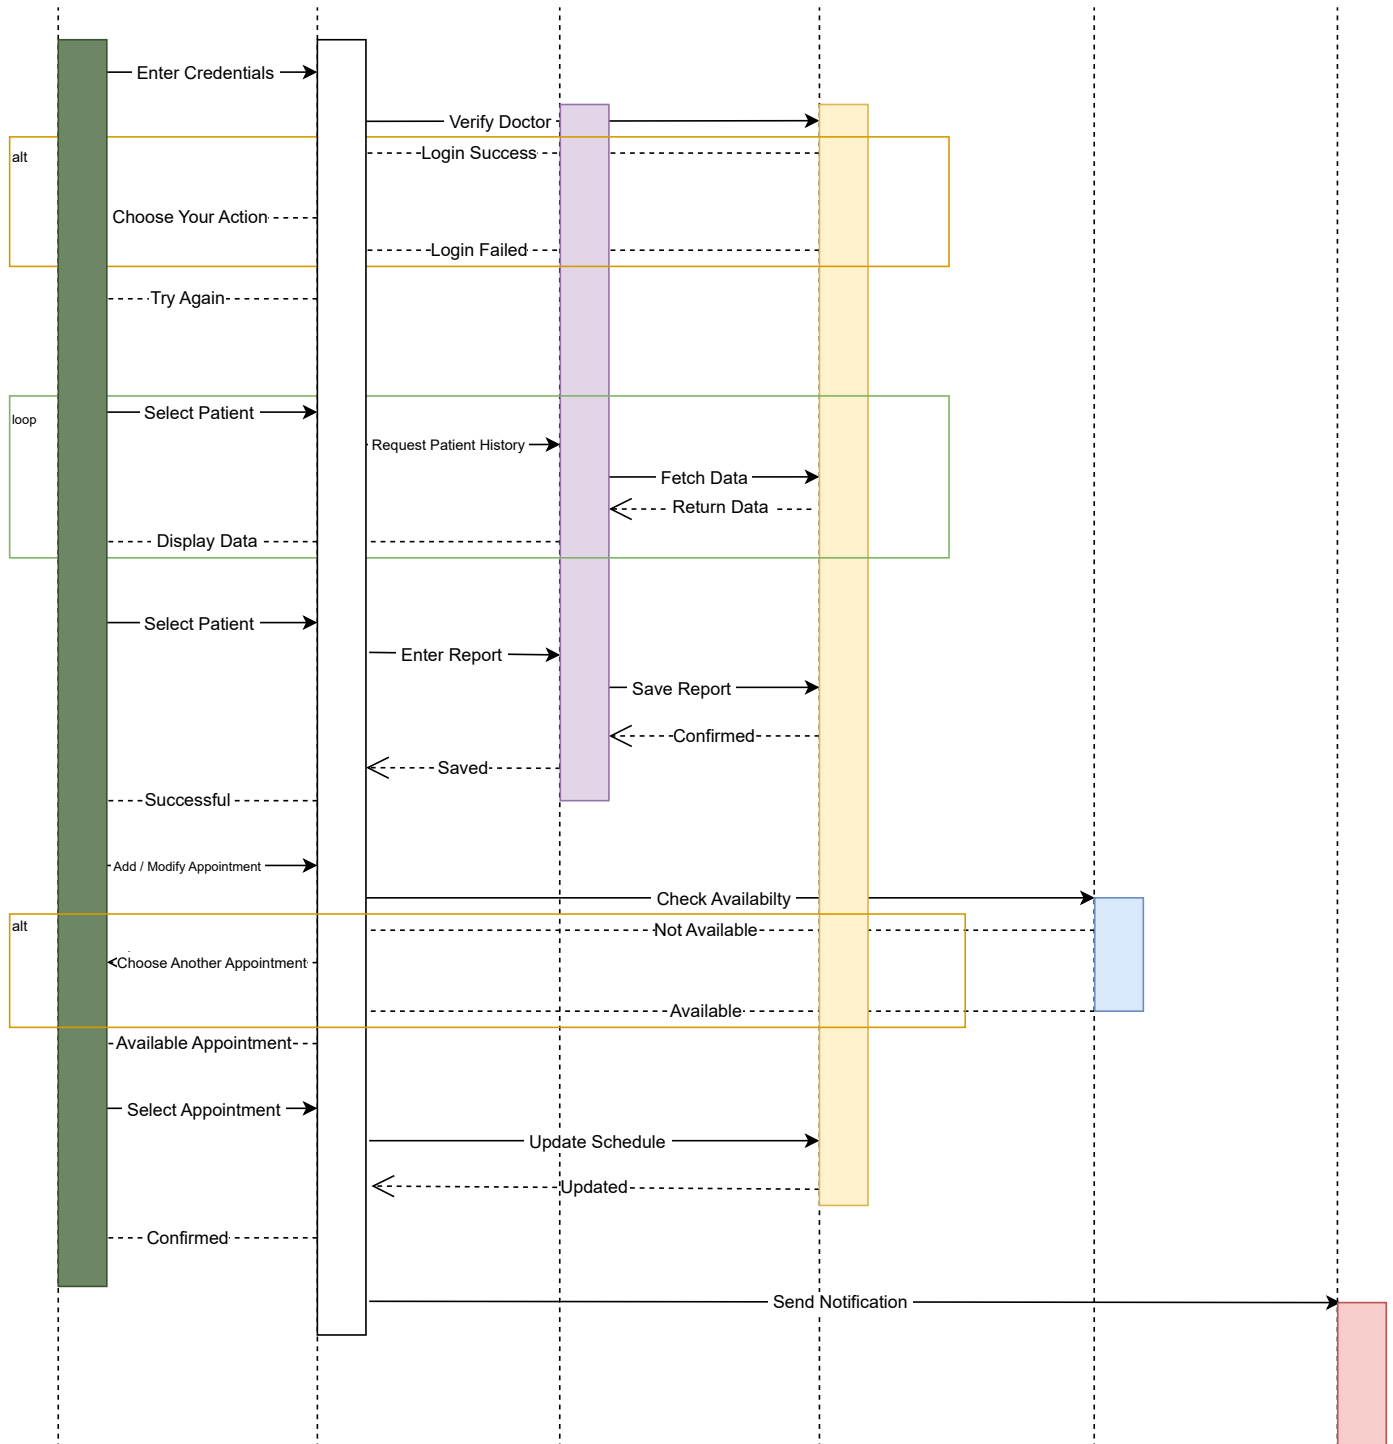 Enter Credentials
Verify Doctor
alt
Login Success
Choose Your Action
Login Failed
Try Again
Select Patient
loop
Request Patient History
Fetch Data
Return Data
Display Data
Select Patient
Enter Report
Save Report
Confirmed
Saved
Successful
Add / Modify Appointment
Check Availabilty
alt
Not Available
Choose Another Appointment
Available
Available Appointment
Select Appointment
Update Schedule
Updated
Confirmed
Send Notification